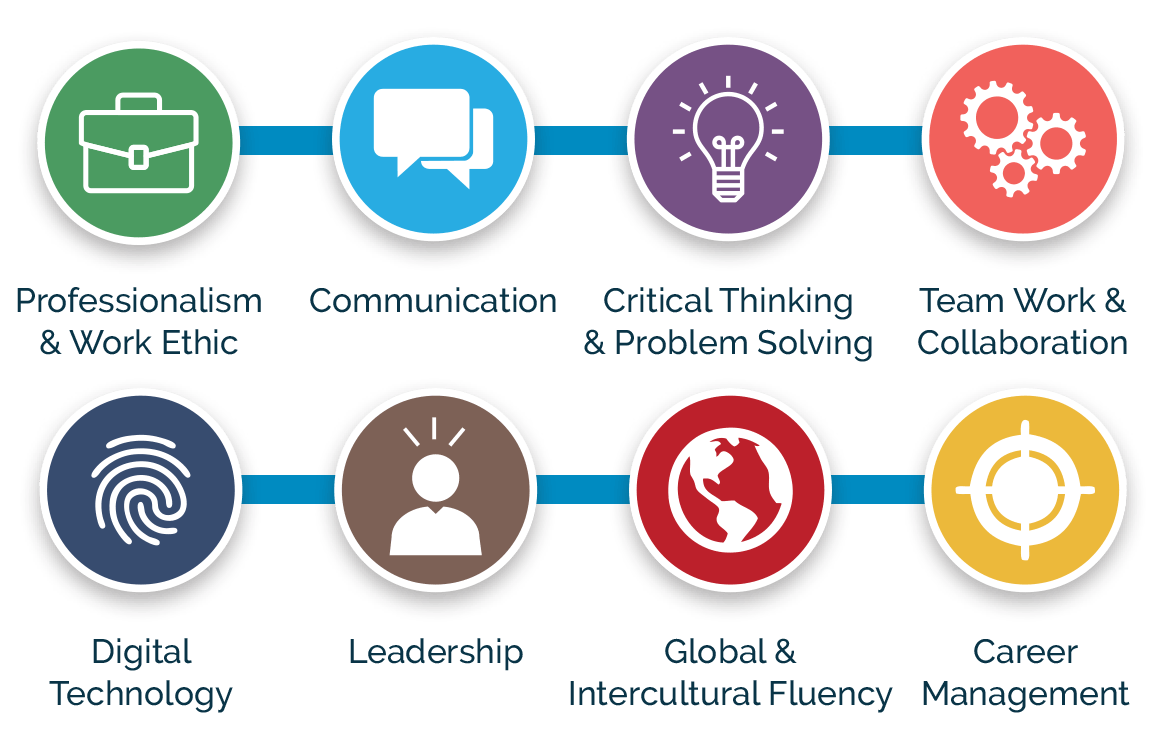 Professionalism
& Work Ethic
Communication
Critical Thinking
& Problem Solving
Team Work &
Collaboration
Digital
Technology
Leadership
Global &
Intercultural Fluency
Career
Management